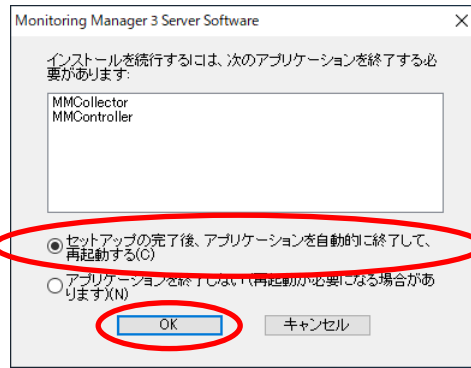 Monitoring Manager 3 Server Software
インストールを続行するには、次のアプリケーションを終了する必
要があります:
MMCollector
MMController
セットアップの完了後、アプリケーションを自動的に終了して、
再起動する(C)
アプリケーションを終了しない (再起動が必要になる場合があ
ります)(N)
OK
キャンセル